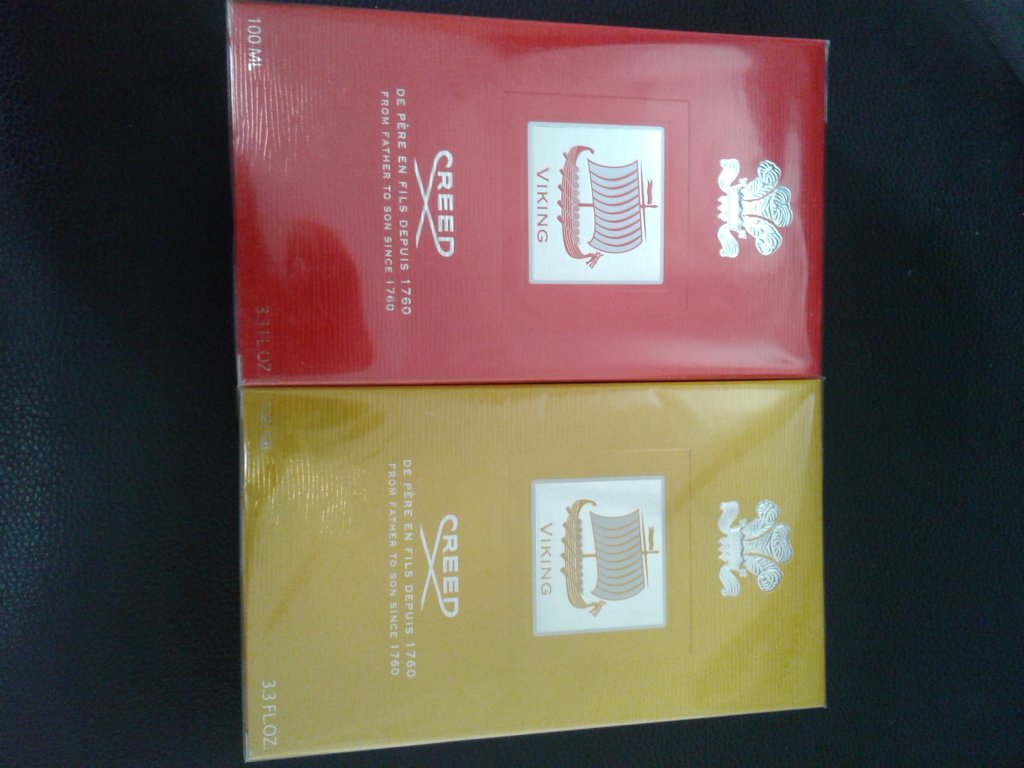 VIKING
CREED
DE PÈRE EN FILS DEPUIS 1760
FROM FATHER TO SON SINCE 1760
100 ML 3.3 FL.OZ.
VIKING
CREED
DE PÈRE EN FILS DEPUIS 1760
FROM FATHER TO SON SINCE 1760
3.3 FL.OZ.